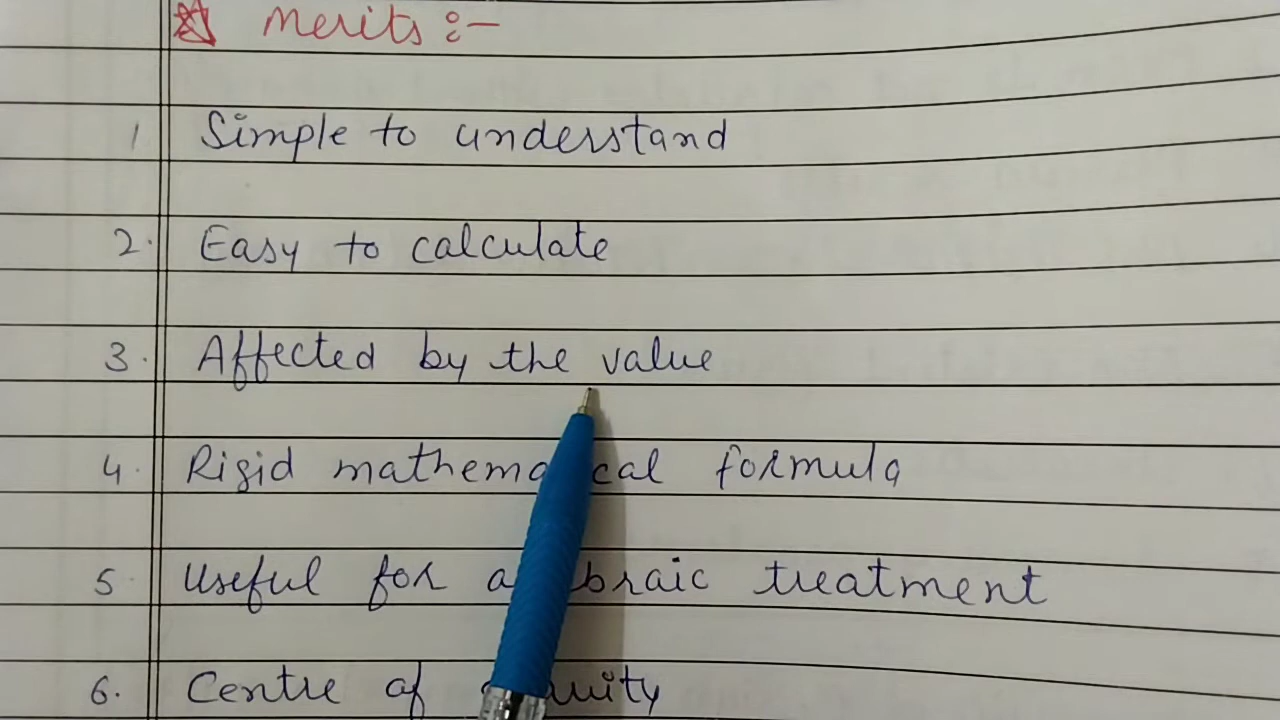 Merits :-
1 Simple to understand
2. Easy to calculate
3. Affected by the value
4. Rigid formula
5 Useful for treatment
6. Centre of